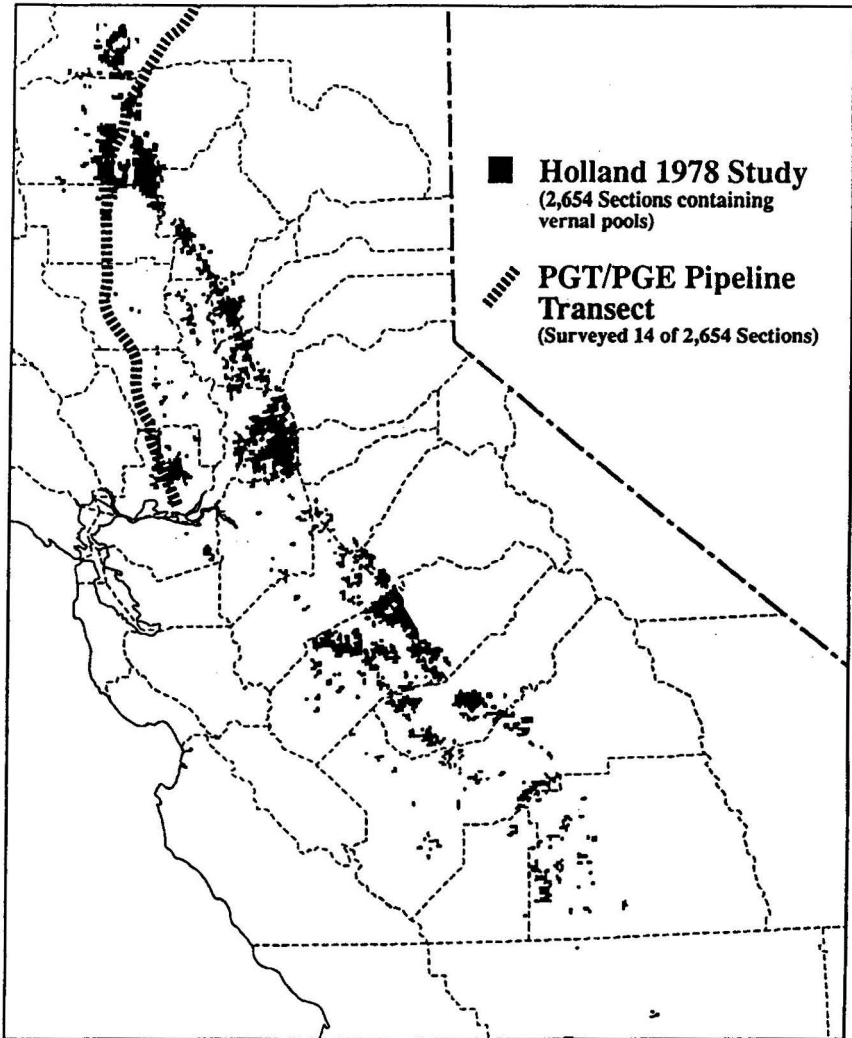 Holland 1978 Study
(2,654 Sections containing
vernal pools)
PGT/PGE Pipeline
Transect
(Surveyed 14 of 2,654 Sections)